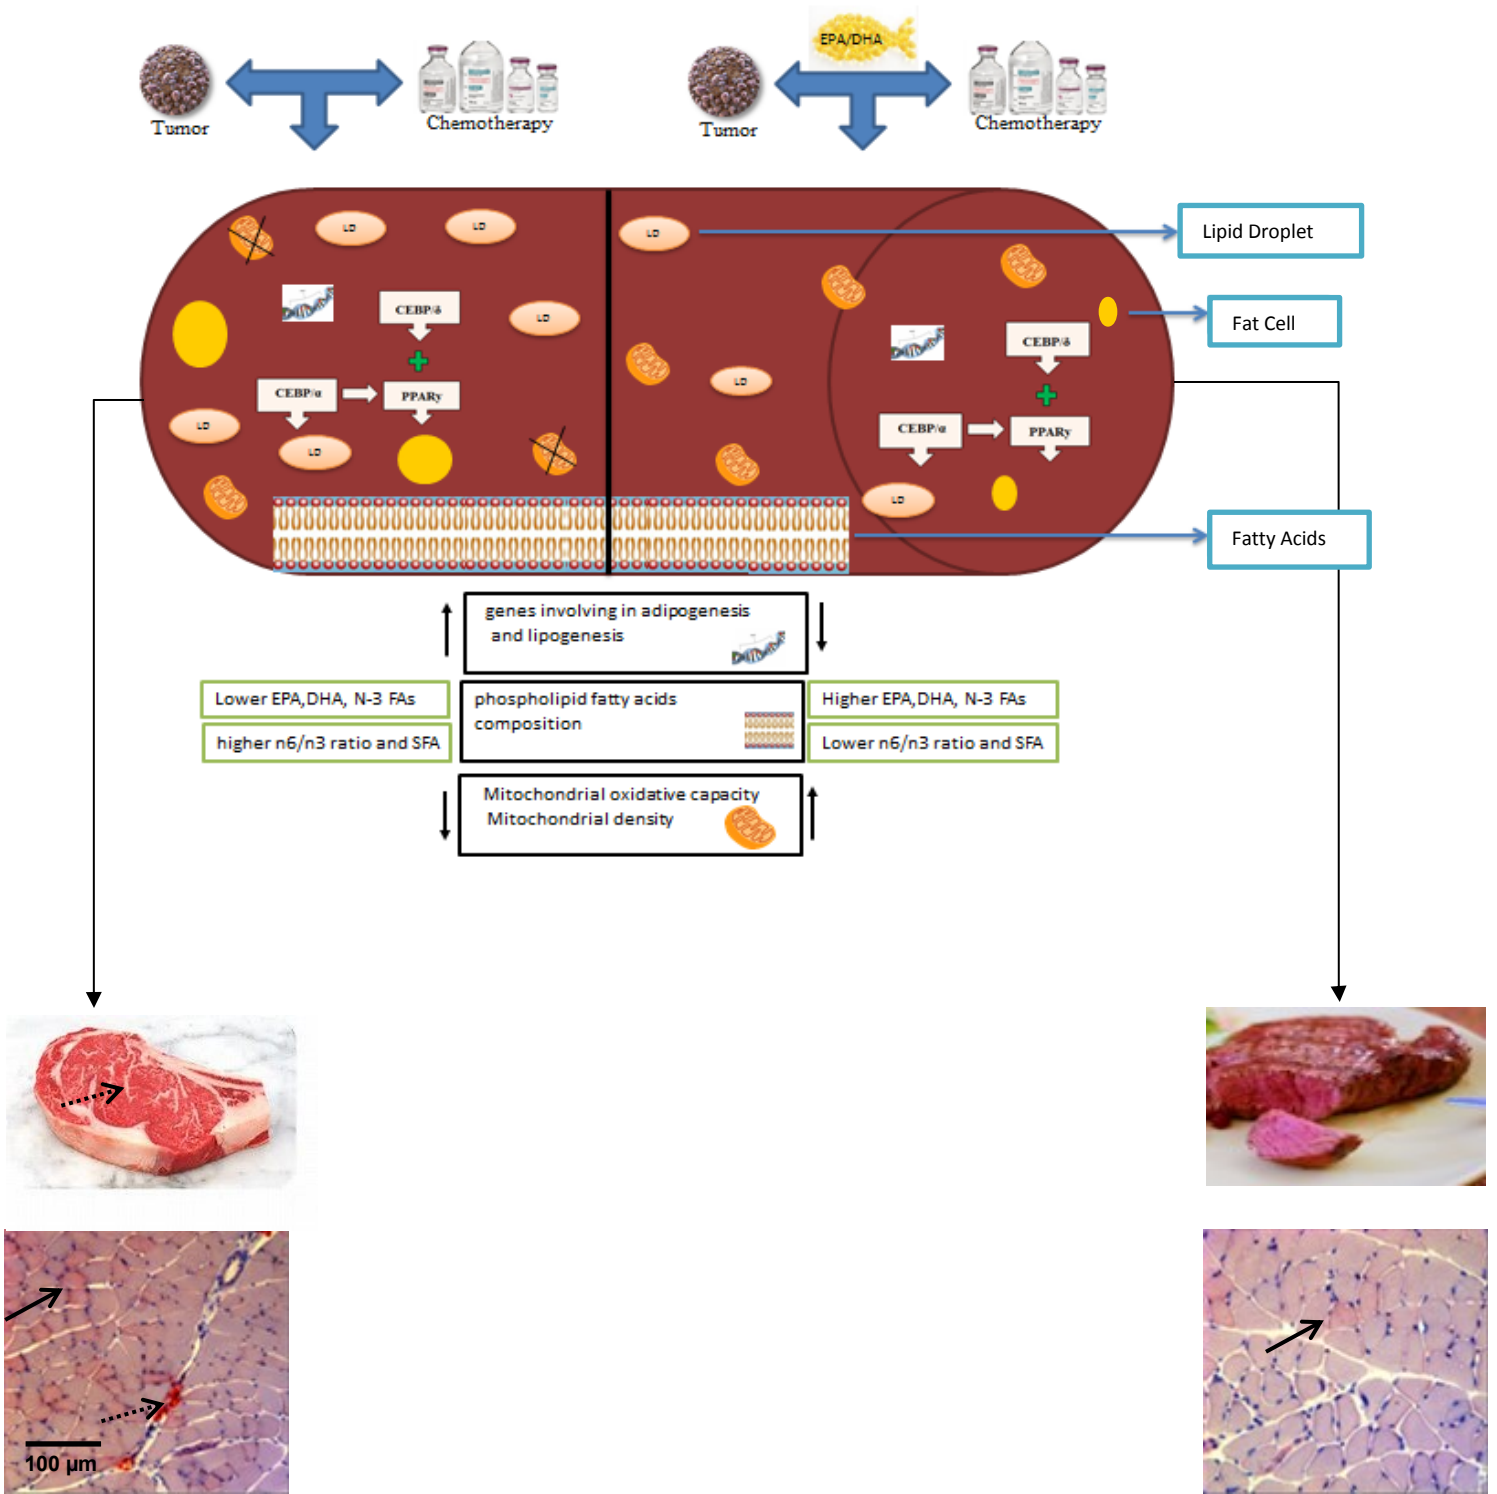 EPA/DHA
Tumor
Chemotherapy
Tumor
Chemotherapy
LD
LD
LD
Lipid Droplet
CEBP/δ
LD
Fat Cell
CEBP/δ
LD
CEBP/α
PPARγ
LD
CEBP/α
PPARγ
LD
LD
Fatty Acids
genes involving in adipogenesis
and lipogenesis
Lower EPA,DHA, N-3 FAs
phospholipid fatty acids
composition
Higher EPA,DHA, N-3 FAs
higher n6/n3 ratio and SFA
Lower n6/n3 ratio and SFA
Mitochondrial oxidative capacity
Mitochondrial density
100 µm